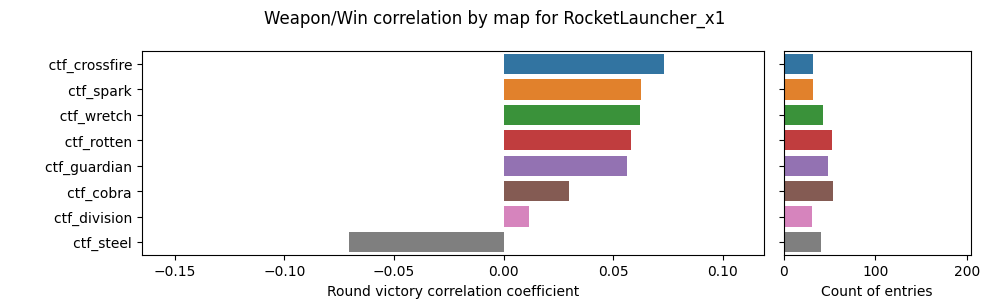 Weapon/Win correlation by map for RocketLauncher_x1
ctf_crossfire
ctf_spark
ctf_wretch
ctf_rotten
ctf_guardian
ctf_cobra
ctf_division
ctf_steel
−0.15 −0.10 −0.05 0.00 0.05 0.10
Round victory correlation coefficient
0 100 200
Count of entries